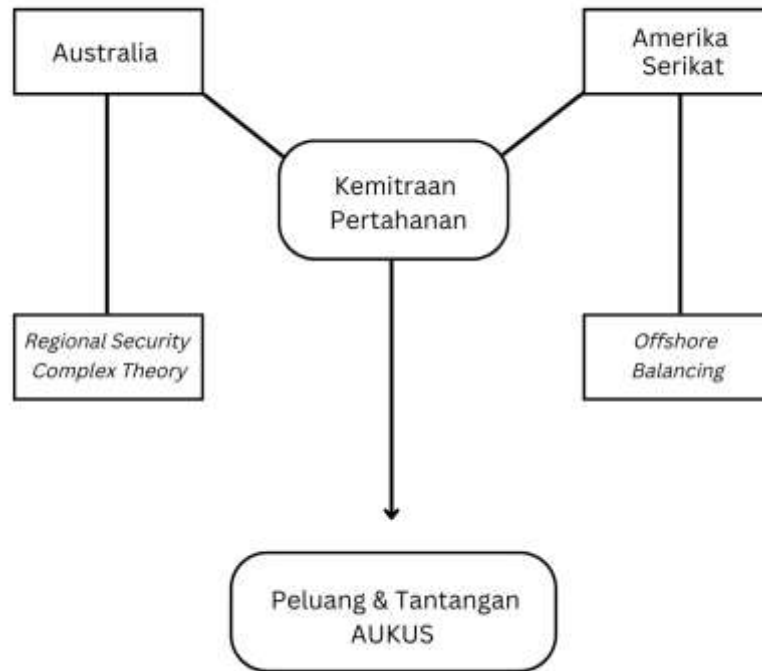 Australia
Amerika
Serikat
Kemitraan
Pertahanan
Regional Security
Complex Theory
Offshore
Balancing
Peluang & Tantangan
AUKUS